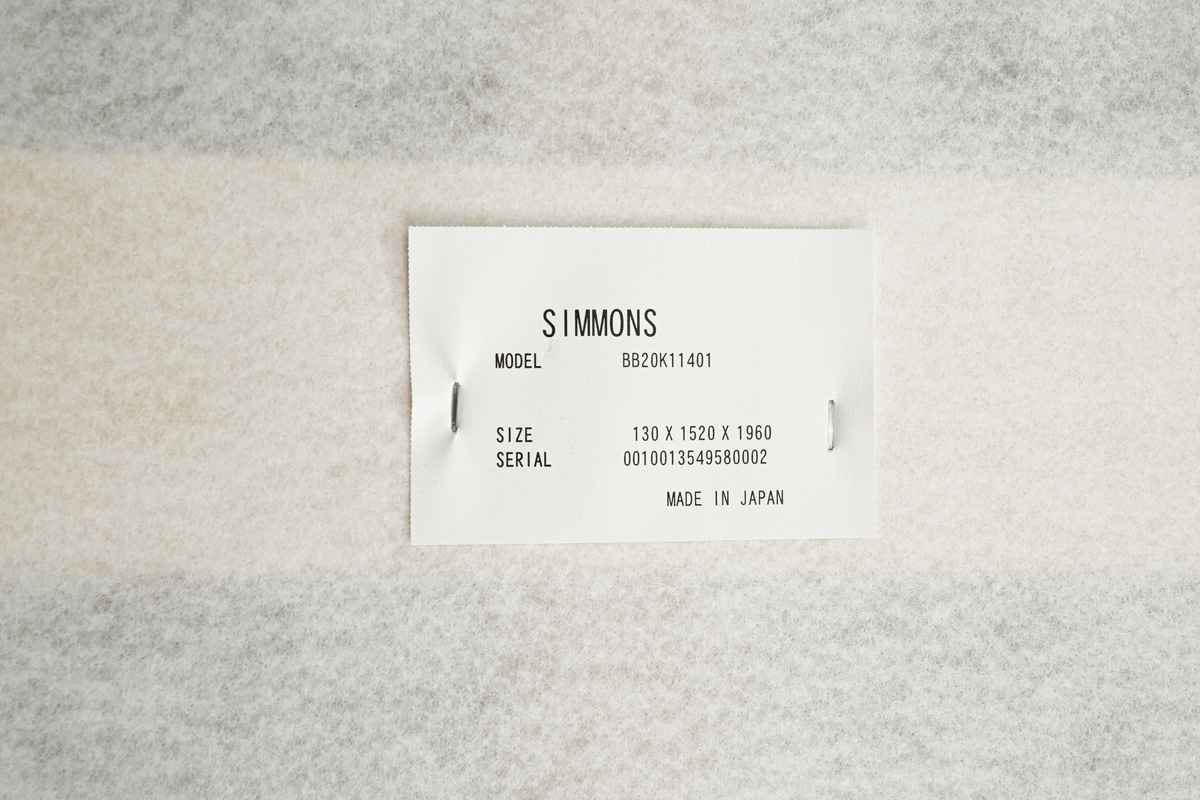 SIMMONS
MODEL BB20K11401
SIZE 130 X 1520 X 1960
SERIAL 0010013549580002
MADE IN JAPAN